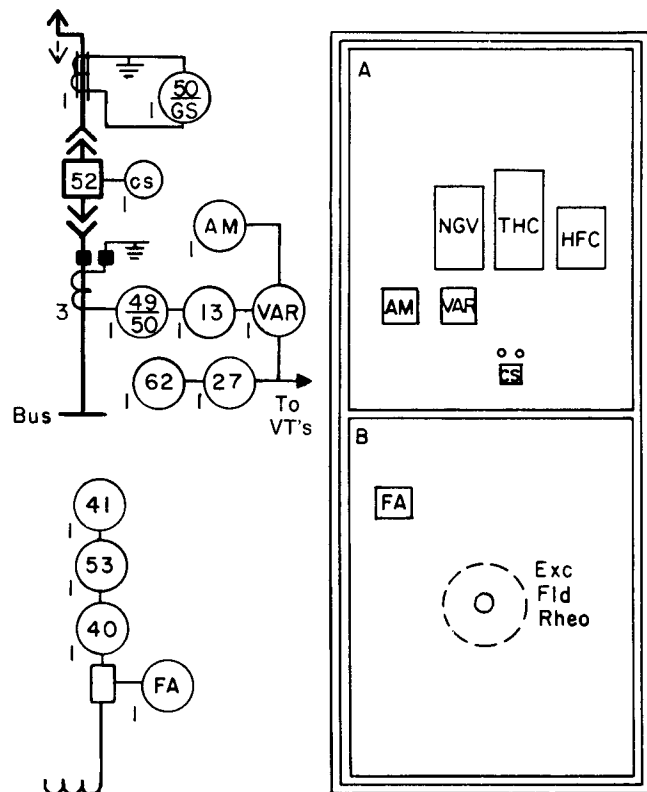 50
GS
1
1
52
cs
1
AM
1
3
49
50
1
13
1
VAR
1
62
1
27
1
To
VT's
Bus
41
1
53
1
40
1
FA
1
A
NGV
THC
HFC
AM
VAR
CS
B
FA
Exc
Fld
Rheo